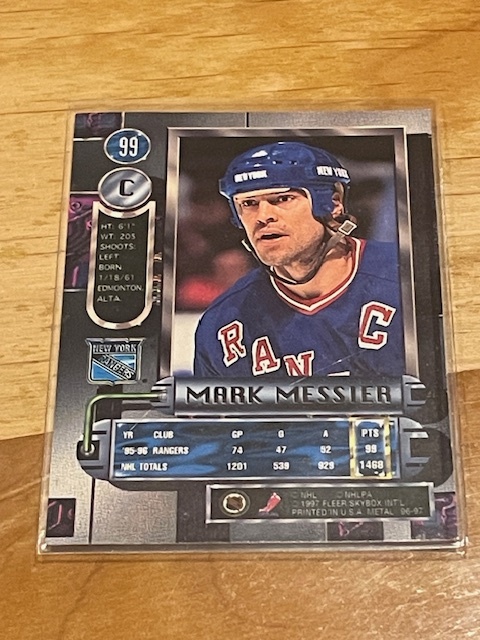 99
C
HT: 6'1"
WT: 205
SHOOTS:
LEFT
BORN
1/18/61
EDMONTON,
ALTA.
NEW YORK
NEW YORK
RAN
C
NEW YORK
RANGERS
MARK MESSIER
YR CLUB GP G A PTS
'95-96 RANGERS 74 47 52 99
NHL TOTALS 1201 539 929 1468
© NHL © NHLPA
© 1997 FLEER/SKYBOX INT'L
PRINTED IN U.S.A. METAL 96-97